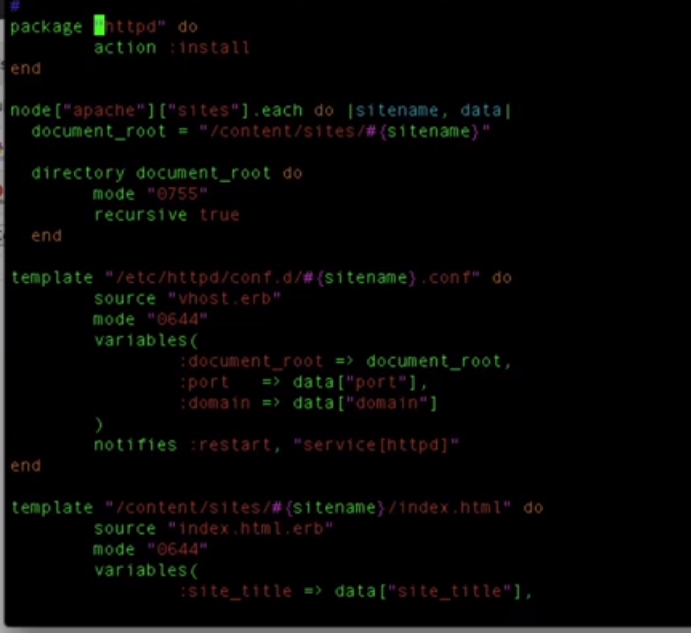 #
package "httpd" do
action :install
end
node["apache"]["sites"].each do |sitename, data|
document_root = "/content/sites/#{sitename}"
directory document_root do
mode "0755"
recursive true
end
template "/etc/httpd/conf.d/#{sitename}.conf" do
source "vhost.erb"
mode "0644"
variables(
:document_root => document_root,
:port => data["port"],
:domain => data["domain"]
)
notifies :restart, "service[httpd]"
end
template "/content/sites/#{sitename}/index.html" do
source "index.html.erb"
mode "0644"
variables(
:site_title => data["site_title"],